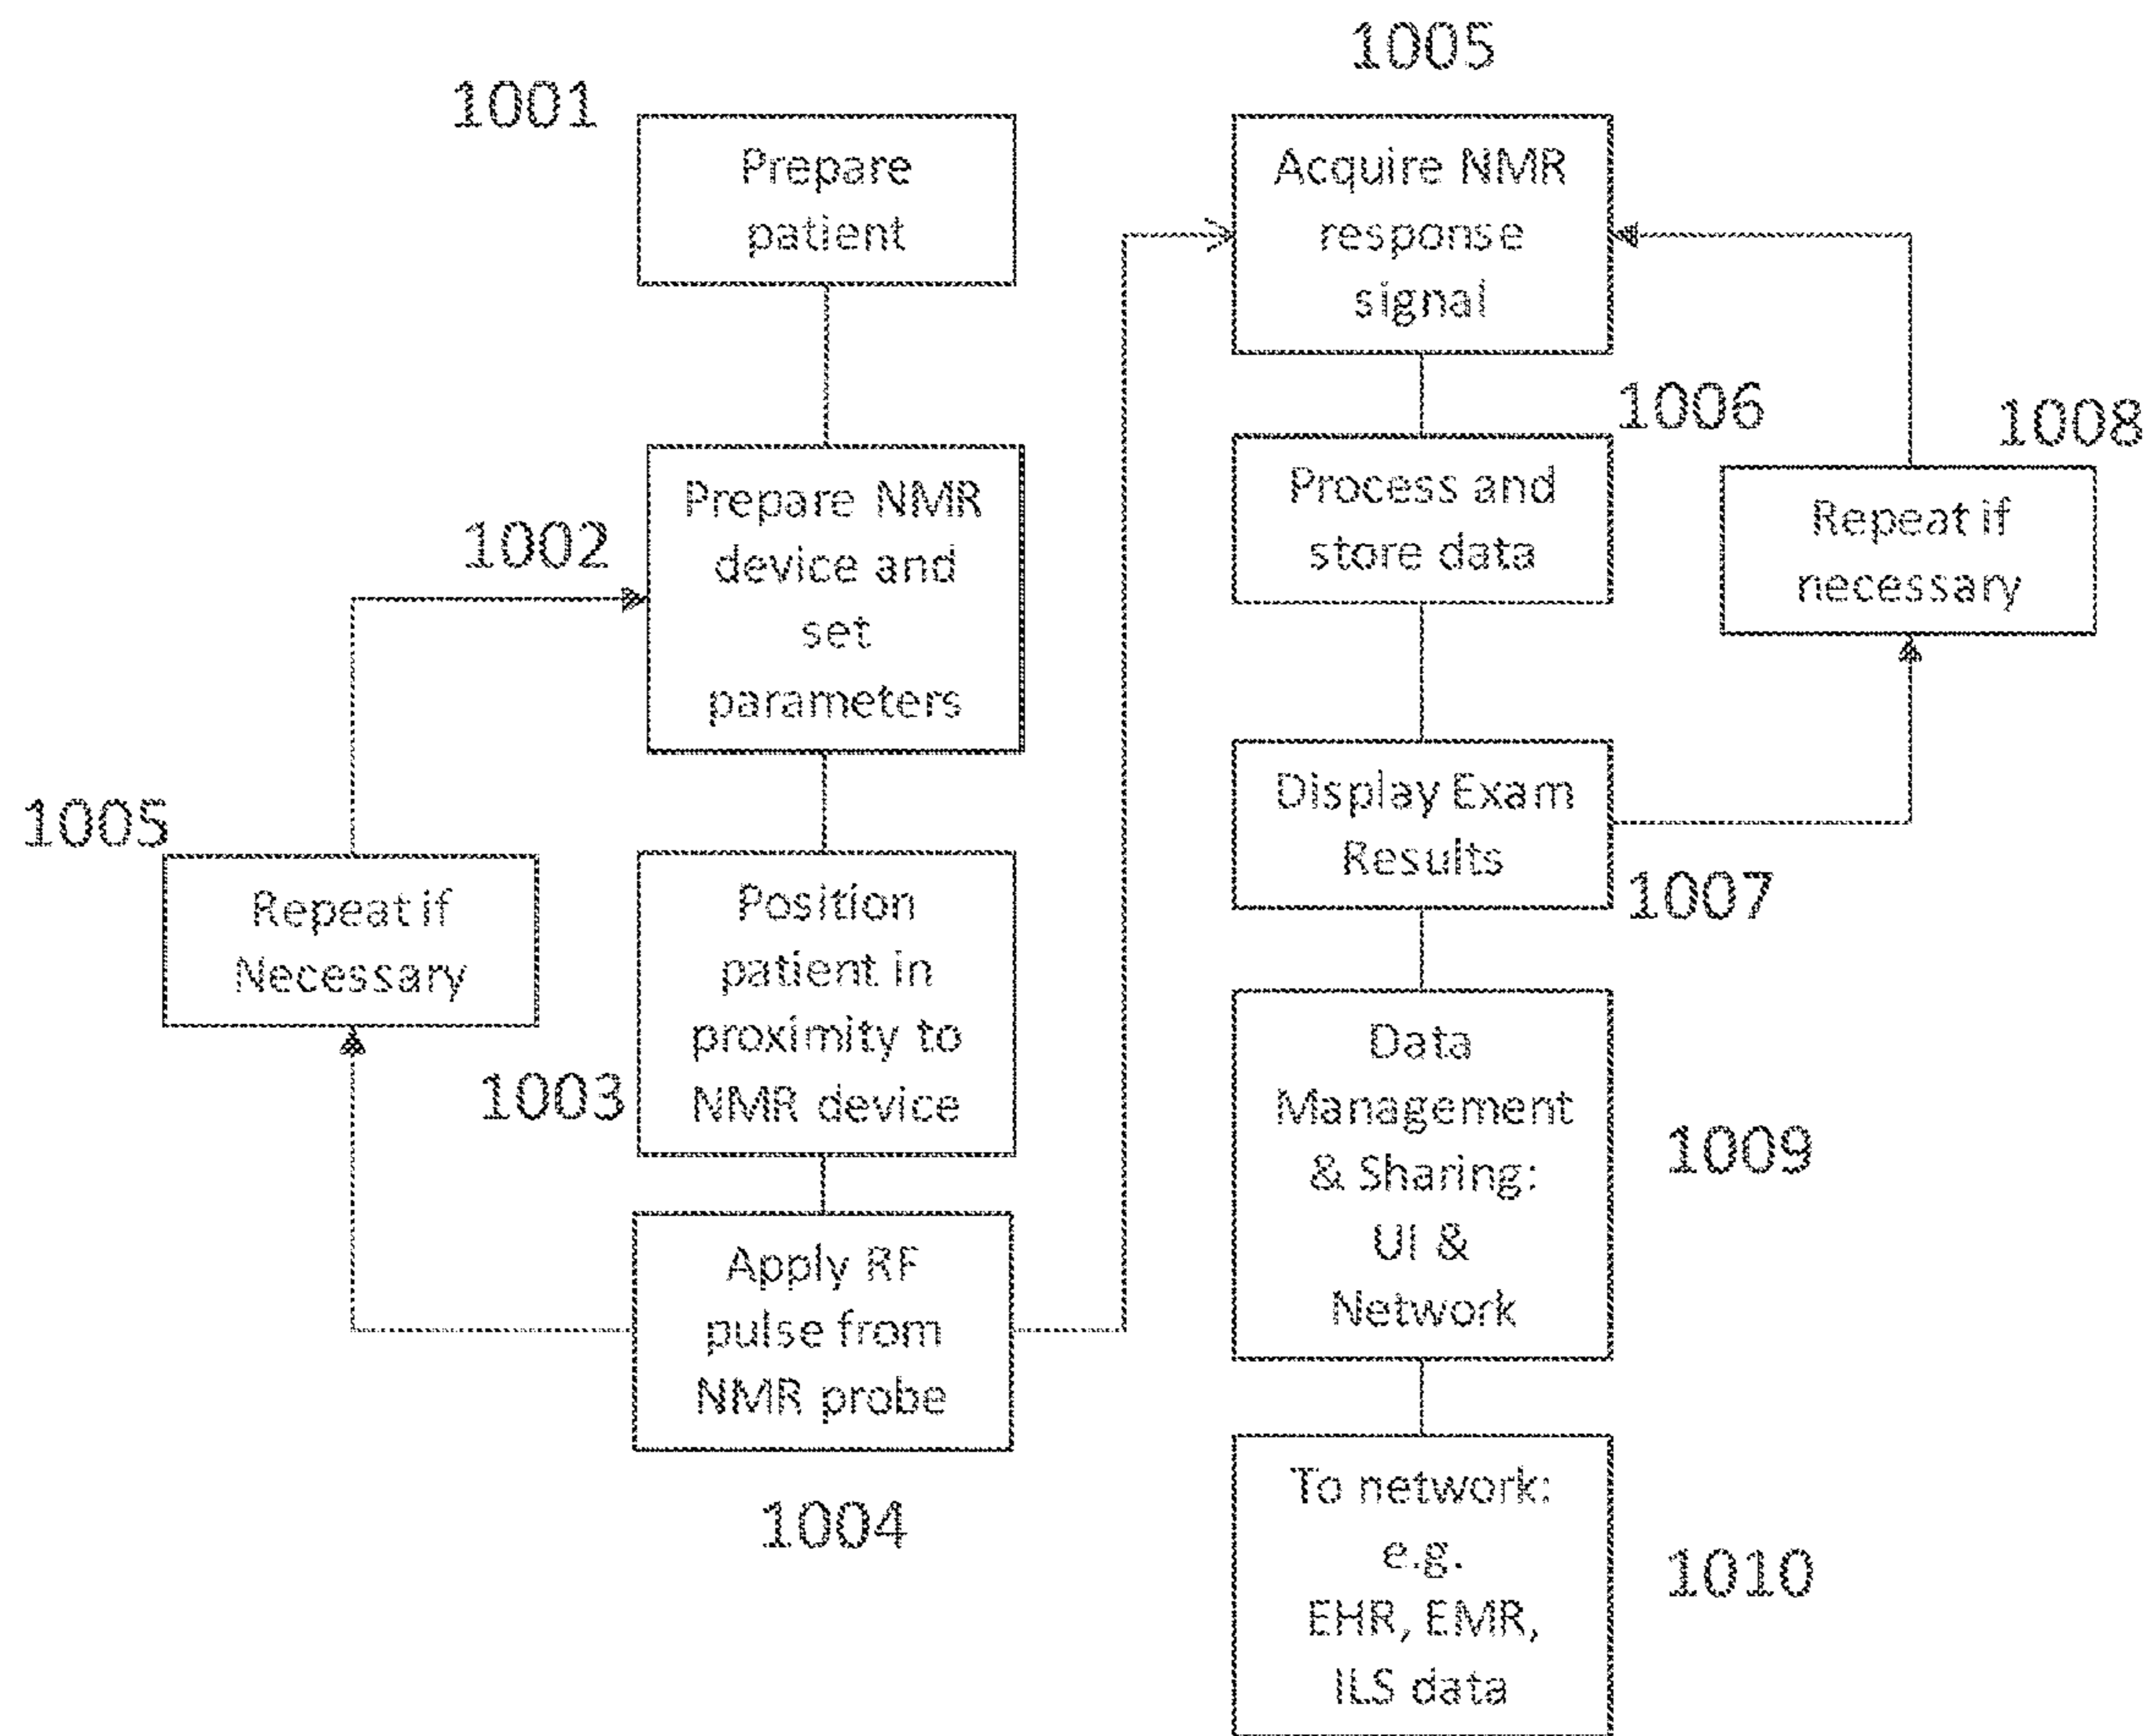 1001
Prepare
patient
1002
Prepare NMR
device and
set
parameters
1005
Repeat if
Necessary
1003
Position
patient in
proximity to
NMR device
Apply RF
pulse from
NMR probe
1004
1005
Acquire NMR
response
signal
1006
Process and
store data
1008
Repeat if
necessary
Display Exam
Results
1007
Data
Management
& Sharing:
UI &
Network
1009
To network:
e.g.
EHR, EMR,
ILS data
1010